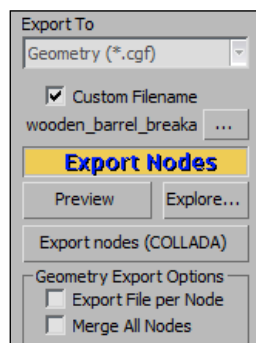 Export To
Geometry (*.cgf)
Custom Filename
wooden_barrel_breaka ...
Export Nodes
Preview Explore...
Export nodes (COLLADA)
Geometry Export Options
Export File per Node
Merge All Nodes